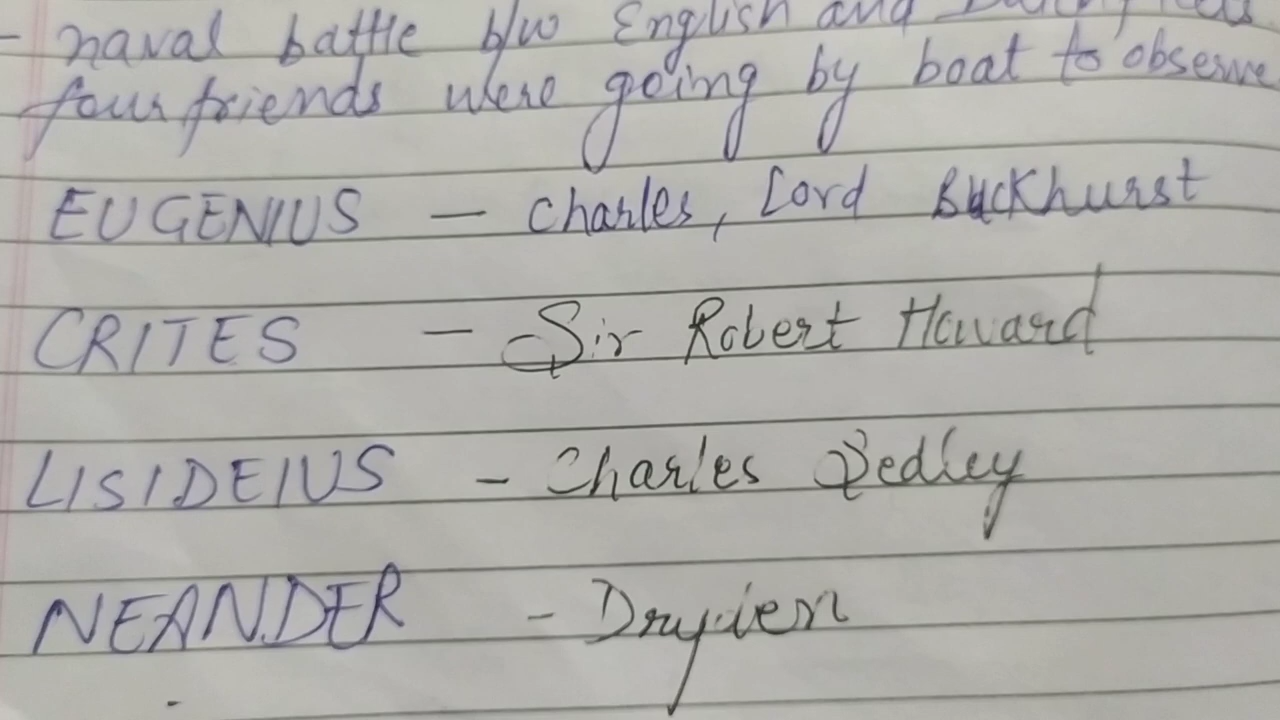 - naval battle b/w English and
four friends were going by boat to observe
EUGENIUS - Charles, Lord Buckhurst
CRITES - Sir Robert Howard
LISIDEIUS - Charles Sedley
NEANDER - Dryden